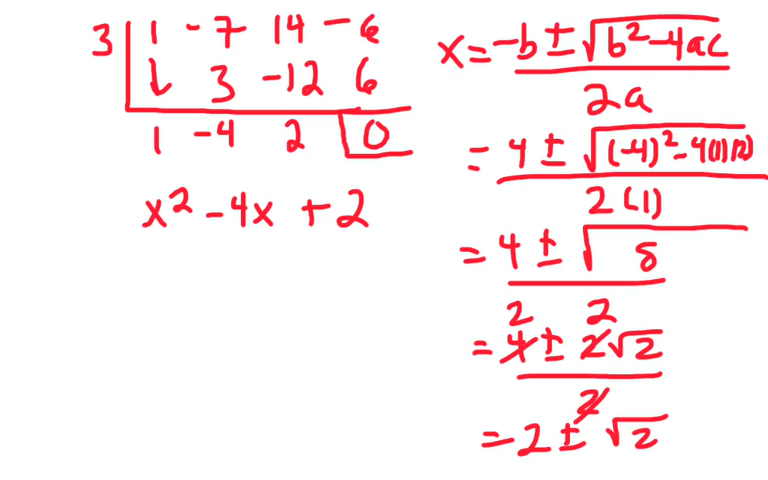 3 | 1 -7 14 -6
↓ 3 -12 6
1 -4 2 | 0
x² - 4x + 2
x = -b ± √b² - 4ac
2a
= 4 ± √(-4)² - 4(1)(2)
2(1)
= 4 ± √8
2 2
= 4 ± 2√2
2
= 2 ± √2